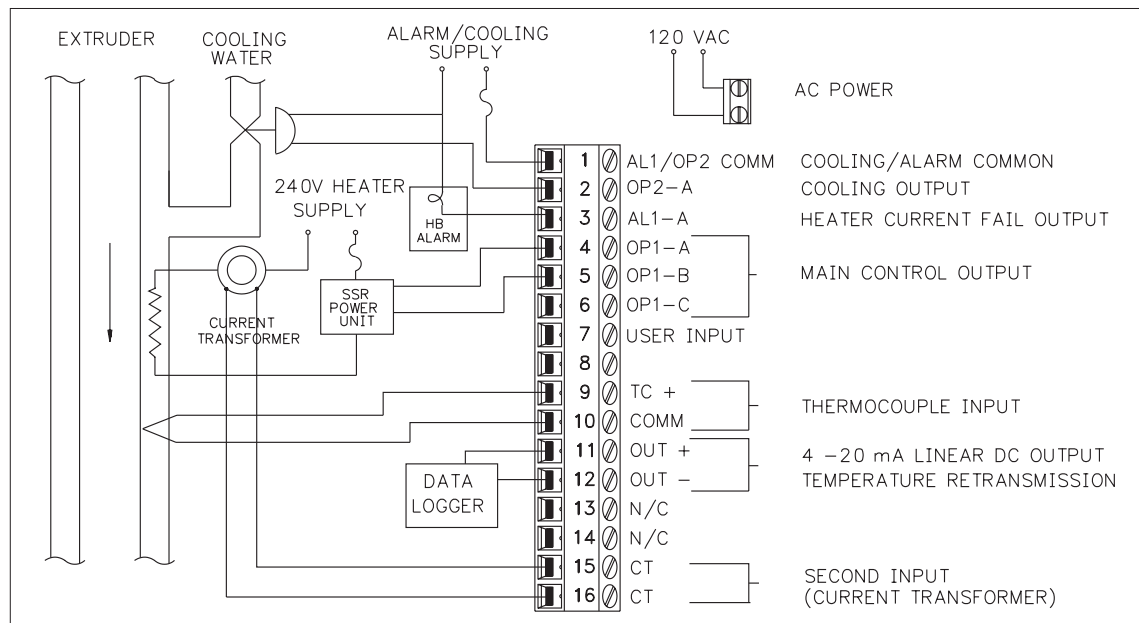 EXTRUDER
COOLING
WATER
ALARM/COOLING
SUPPLY
120 VAC
AC POWER
240V HEATER
SUPPLY
HB
ALARM
SSR
POWER
UNIT
CURRENT
TRANSFORMER
DATA
LOGGER
1 AL1/OP2 COMM COOLING/ALARM COMMON
2 OP2-A COOLING OUTPUT
3 AL1-A HEATER CURRENT FAIL OUTPUT
4 OP1-A
5 OP1-B
6 OP1-C
MAIN CONTROL OUTPUT
7 USER INPUT
8
9 TC +
10 COMM
THERMOCOUPLE INPUT
11 OUT +
12 OUT -
4 -20 mA LINEAR DC OUTPUT
TEMPERATURE RETRANSMISSION
13 N/C
14 N/C
15 CT
16 CT
SECOND INPUT
(CURRENT TRANSFORMER)